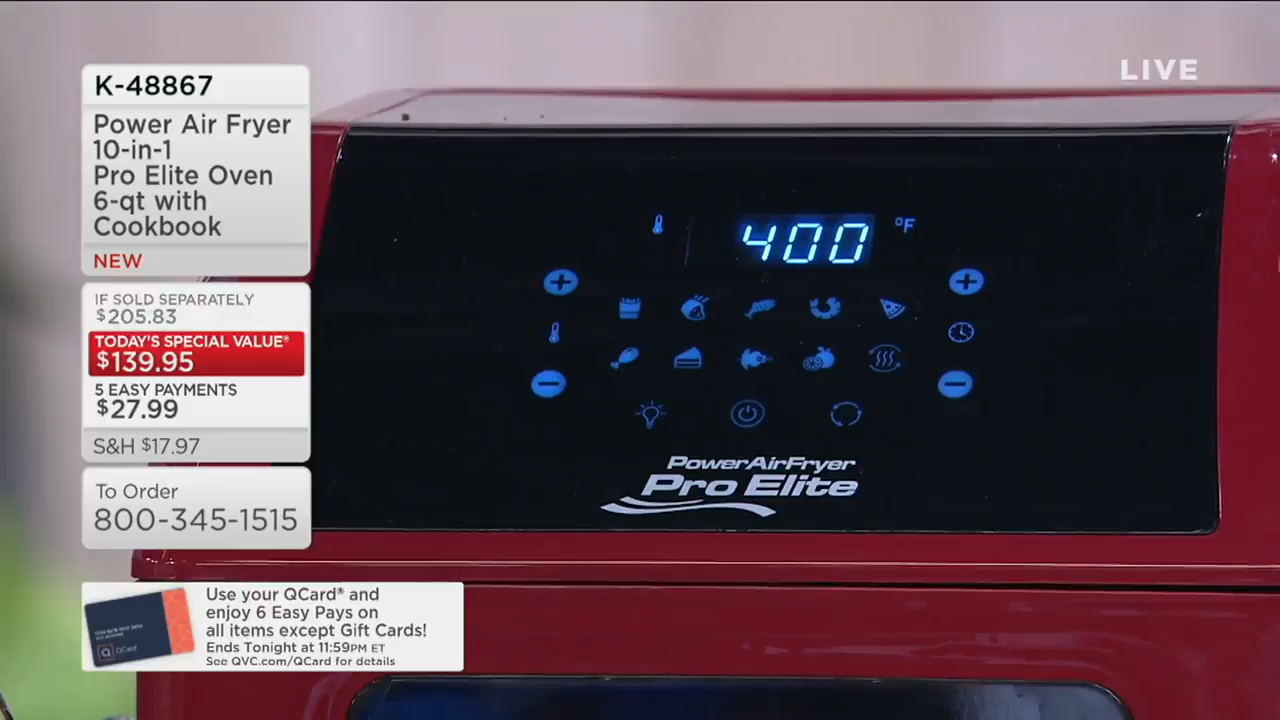 LIVE
K-48867
Power Air Fryer
10-in-1
Pro Elite Oven
6-qt with
Cookbook
NEW
IF SOLD SEPARATELY
$205.83
TODAY'S SPECIAL VALUE®
$139.95
5 EASY PAYMENTS
$27.99
S&H $17.97
To Order
800-345-1515
Use your QCard® and
enjoy 6 Easy Pays on
all items except Gift Cards!
Ends Tonight at 11:59PM ET
See QVC.com/QCard for details
Q QCard
400 °F
PowerAirFryer
Pro Elite